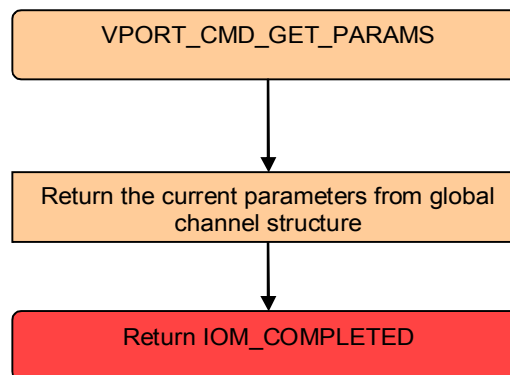 VPORT_CMD_GET_PARAMS
Return the current parameters from global
channel structure
Return IOM_COMPLETED